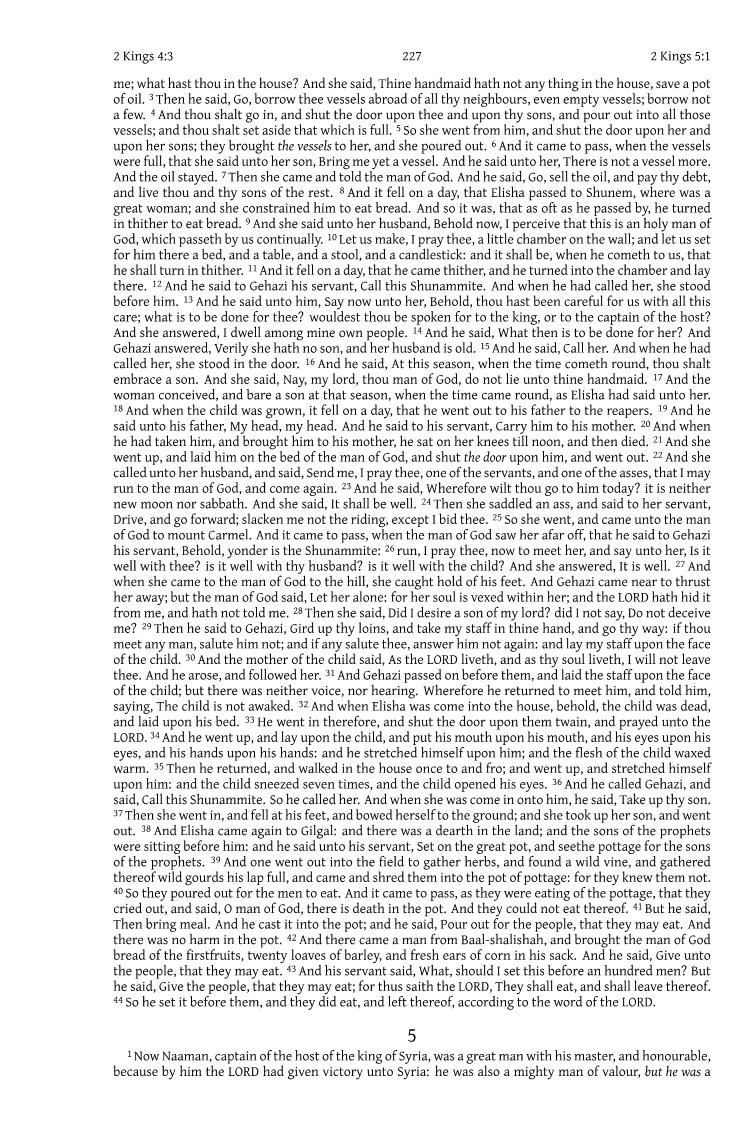 2 Kings 4:3 227 2 Kings 5:1
me; what hast thou in the house? And she said, Thine handmaid hath not any thing in the house, save a pot
of oil. 3 Then he said, Go, borrow thee vessels abroad of all thy neighbours, even empty vessels; borrow not
a few. 4 And thou shalt go in, and shut the door upon thee and upon thy sons, and pour out into all those
vessels; and thou shalt set aside that which is full. 5 So she went from him, and shut the door upon her and
upon her sons; they brought the vessels to her, and she poured out. 6 And it came to pass, when the vessels
were full, that she said unto her son, Bring me yet a vessel. And he said unto her, There is not a vessel more.
And the oil stayed. 7 Then she came and told the man of God. And he said, Go, sell the oil, and pay thy debt,
and live thou and thy sons of the rest. 8 And it fell on a day, that Elisha passed to Shunem, where was a
great woman; and she constrained him to eat bread. And so it was, that as oft as he passed by, he turned
in thither to eat bread. 9 And she said unto her husband, Behold now, I perceive that this is an holy man of
God, which passeth by us continually. 10 Let us make, I pray thee, a little chamber on the wall; and let us set
for him there a bed, and a table, and a stool, and a candlestick: and it shall be, when he cometh to us, that
he shall turn in thither. 11 And it fell on a day, that he came thither, and he turned into the chamber and lay
there. 12 And he said to Gehazi his servant, Call this Shunammite. And when he had called her, she stood
before him. 13 And he said unto him, Say now unto her, Behold, thou hast been careful for us with all this
care; what is to be done for thee? wouldest thou be spoken for to the king, or to the captain of the host?
And she answered, I dwell among mine own people. 14 And he said, What then is to be done for her? And
Gehazi answered, Verily she hath no son, and her husband is old. 15 And he said, Call her. And when he had
called her, she stood in the door. 16 And he said, At this season, when the time cometh round, thou shalt
embrace a son. And she said, Nay, my lord, thou man of God, do not lie unto thine handmaid. 17 And the
woman conceived, and bare a son at that season, when the time came round, as Elisha had said unto her.
18 And when the child was grown, it fell on a day, that he went out to his father to the reapers. 19 And he
said unto his father, My head, my head. And he said to his servant, Carry him to his mother. 20 And when
he had taken him, and brought him to his mother, he sat on her knees till noon, and then died. 21 And she
went up, and laid him on the bed of the man of God, and shut the door upon him, and went out. 22 And she
called unto her husband, and said, Send me, I pray thee, one of the servants, and one of the asses, that I may
run to the man of God, and come again. 23 And he said, Wherefore wilt thou go to him today? it is neither
new moon nor sabbath. And she said, It shall be well. 24 Then she saddled an ass, and said to her servant,
Drive, and go forward; slacken me not the riding, except I bid thee. 25 So she went, and came unto the man
of God to mount Carmel. And it came to pass, when the man of God saw her afar off, that he said to Gehazi
his servant, Behold, yonder is the Shunammite: 26 run, I pray thee, now to meet her, and say unto her, Is it
well with thee? is it well with thy husband? is it well with the child? And she answered, It is well. 27 And
when she came to the man of God to the hill, she caught hold of his feet. And Gehazi came near to thrust
her away; but the man of God said, Let her alone: for her soul is vexed within her; and the LORD hath hid it
from me, and hath not told me. 28 Then she said, Did I desire a son of my lord? did I not say, Do not deceive
me? 29 Then he said to Gehazi, Gird up thy loins, and take my staff in thine hand, and go thy way: if thou
meet any man, salute him not; and if any salute thee, answer him not again: and lay my staff upon the face
of the child. 30 And the mother of the child said, As the LORD liveth, and as thy soul liveth, I will not leave
thee. And he arose, and followed her. 31 And Gehazi passed on before them, and laid the staff upon the face
of the child; but there was neither voice, nor hearing. Wherefore he returned to meet him, and told him,
saying, The child is not awaked. 32 And when Elisha was come into the house, behold, the child was dead,
and laid upon his bed. 33 He went in therefore, and shut the door upon them twain, and prayed unto the
LORD. 34 And he went up, and lay upon the child, and put his mouth upon his mouth, and his eyes upon his
eyes, and his hands upon his hands: and he stretched himself upon him; and the flesh of the child waxed
warm. 35 Then he returned, and walked in the house once to and fro; and went up, and stretched himself
upon him: and the child sneezed seven times, and the child opened his eyes. 36 And he called Gehazi, and
said, Call this Shunammite. So he called her. And when she was come in onto him, he said, Take up thy son.
37 Then she went in, and fell at his feet, and bowed herself to the ground; and she took up her son, and went
out. 38 And Elisha came again to Gilgal: and there was a dearth in the land; and the sons of the prophets
were sitting before him: and he said unto his servant, Set on the great pot, and seethe pottage for the sons
of the prophets. 39 And one went out into the field to gather herbs, and found a wild vine, and gathered
thereof wild gourds his lap full, and came and shred them into the pot of pottage: for they knew them not.
40 So they poured out for the men to eat. And it came to pass, as they were eating of the pottage, that they
cried out, and said, O man of God, there is death in the pot. And they could not eat thereof. 41 But he said,
Then bring meal. And he cast it into the pot; and he said, Pour out for the people, that they may eat. And
there was no harm in the pot. 42 And there came a man from Baal-shalishah, and brought the man of God
bread of the firstfruits, twenty loaves of barley, and fresh ears of corn in his sack. And he said, Give unto
the people, that they may eat. 43 And his servant said, What, should I set this before an hundred men? But
he said, Give the people, that they may eat; for thus saith the LORD, They shall eat, and shall leave thereof.
44 So he set it before them, and they did eat, and left thereof, according to the word of the LORD.
5
1 Now Naaman, captain of the host of the king of Syria, was a great man with his master, and honourable,
because by him the LORD had given victory unto Syria: he was also a mighty man of valour, but he was a